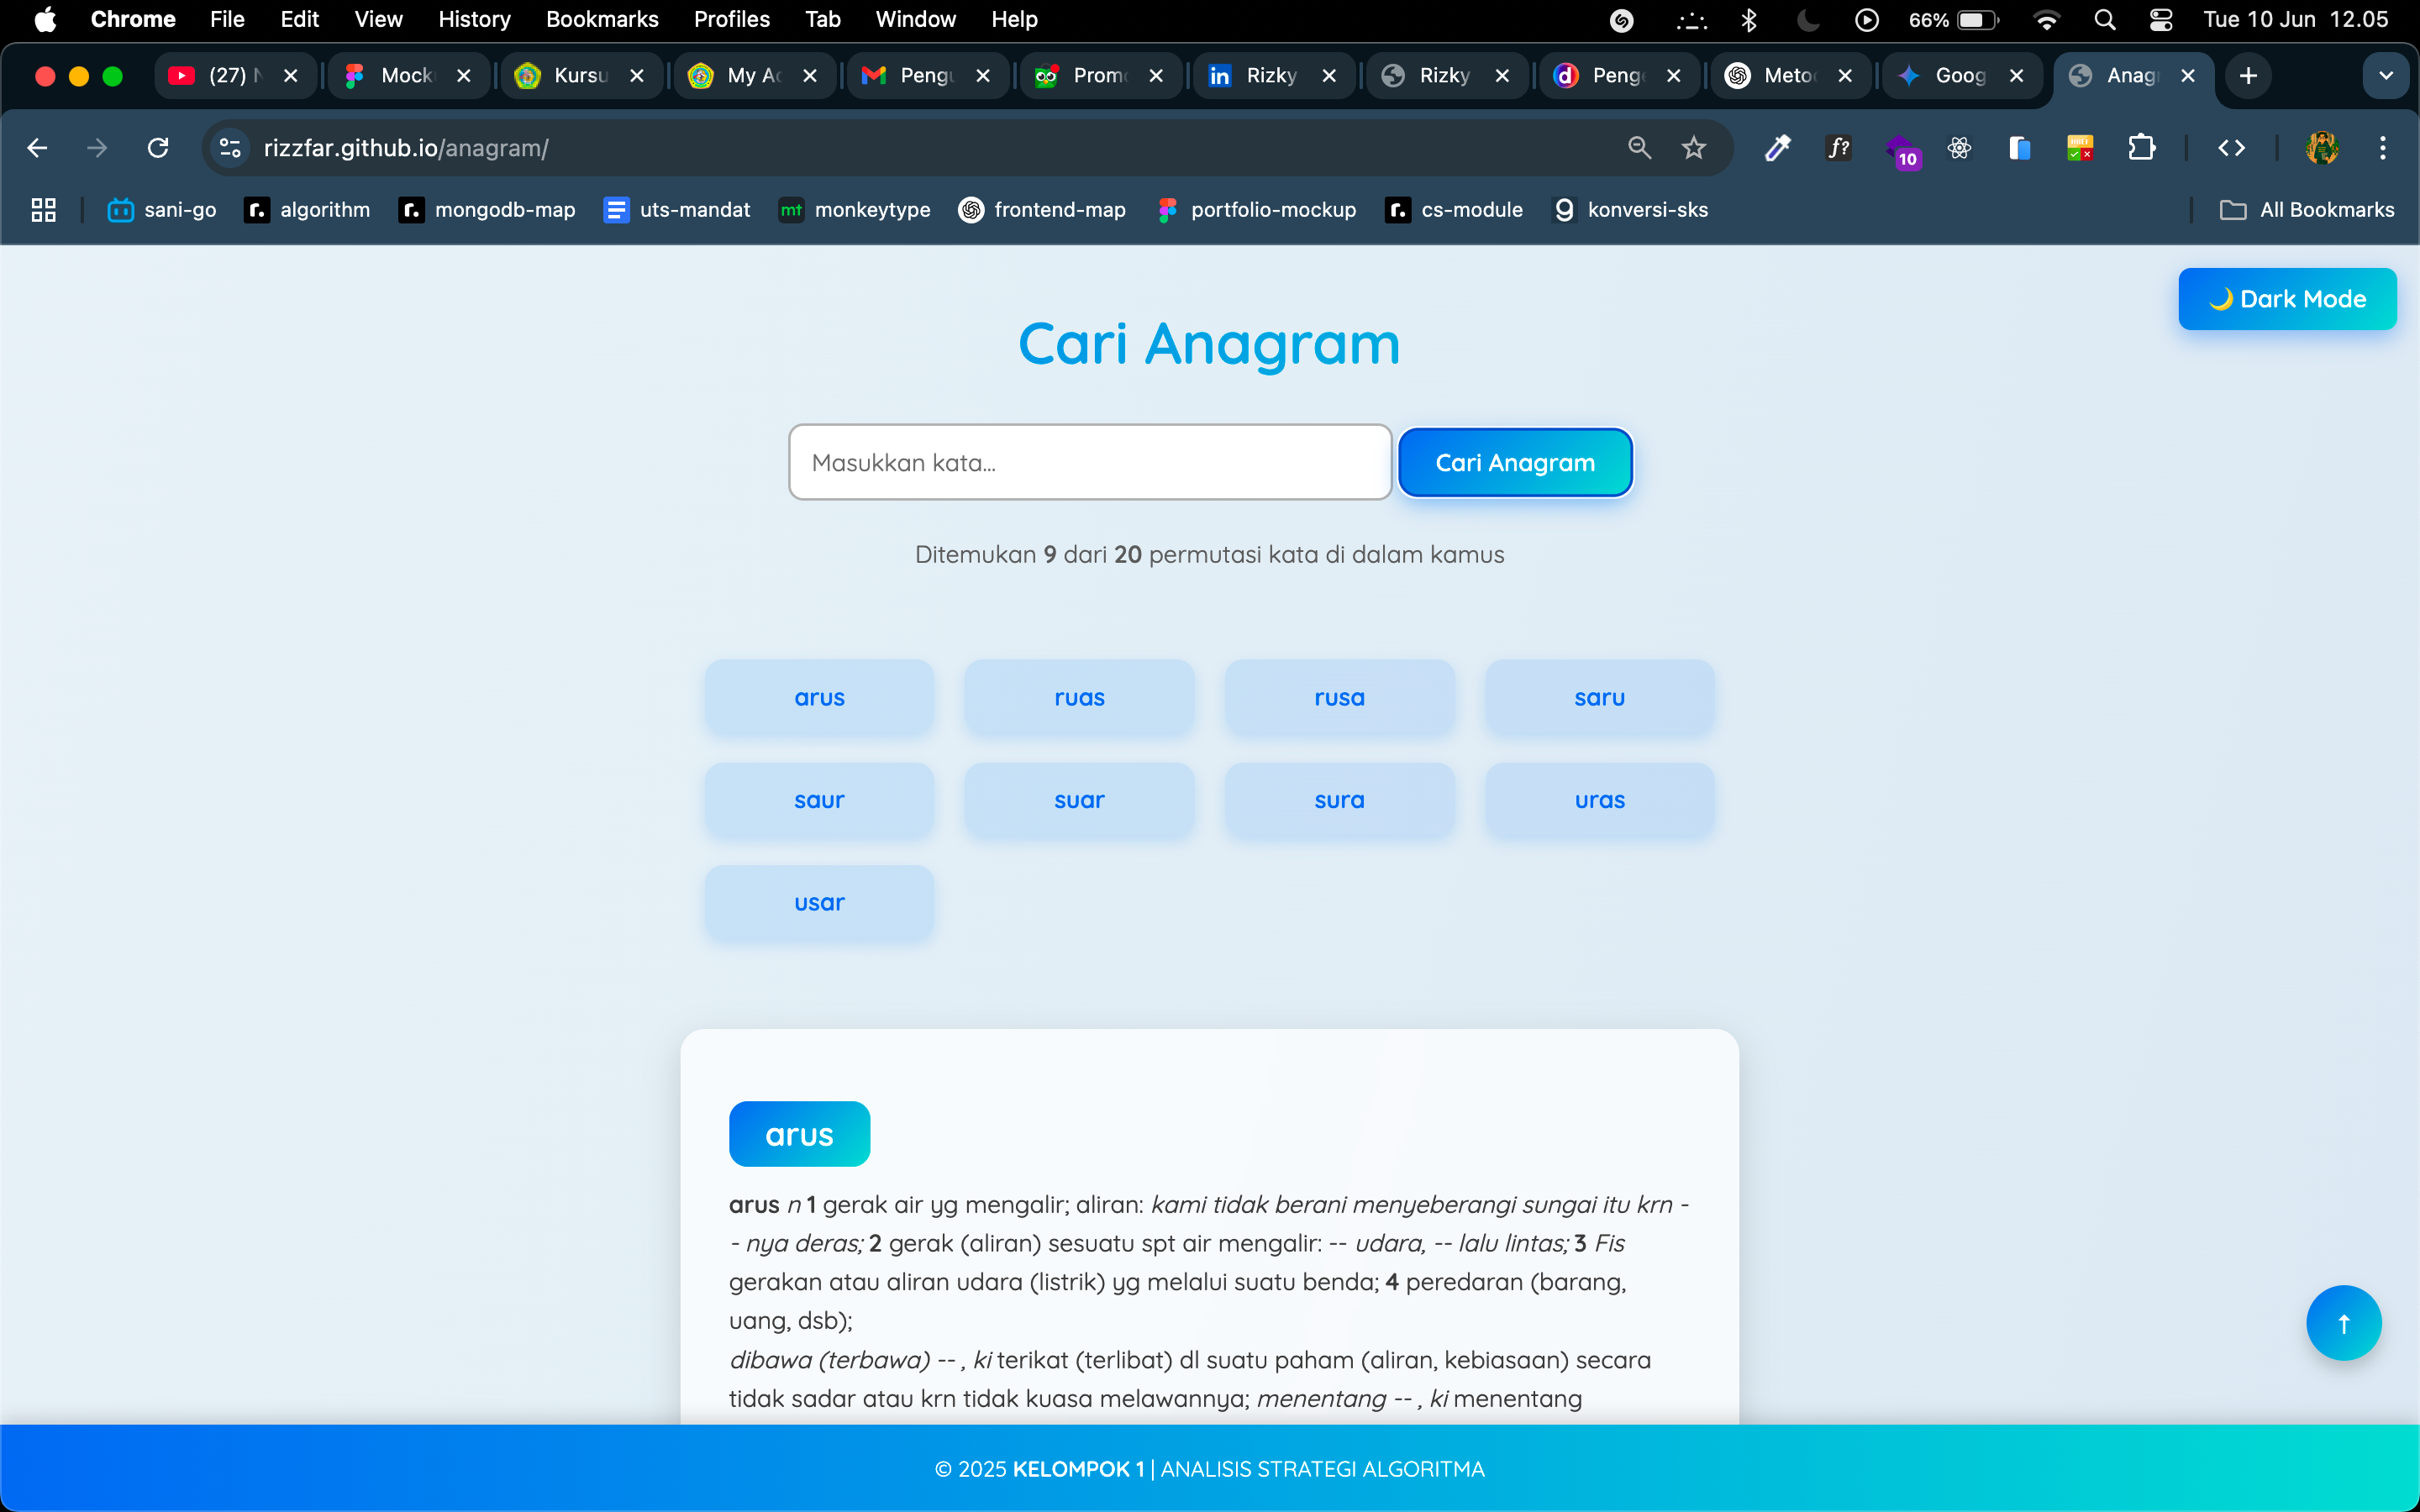 Chrome File Edit View History Bookmarks Profiles Tab Window Help 66% Tue 10 Jun 12.05
(27) Mock Kursu My Ac Pengu Prom Rizky Rizky Penge Meto Goog Anag
rizzfar.github.io/anagram/ f? 10
sani-go algorithm mongodb-map uts-mandat mt monkeytype frontend-map portfolio-mockup cs-module konversi-sks All Bookmarks
🌙 Dark Mode
Cari Anagram
Masukkan kata... Cari Anagram
Ditemukan 9 dari 20 permutasi kata di dalam kamus
arus ruas rusa saru
saur suar sura uras
usar
arus
arus n 1 gerak air yg mengalir; aliran: kami tidak berani menyeberangi sungai itu krn -
- nya deras; 2 gerak (aliran) sesuatu spt air mengalir: -- udara, -- lalu lintas; 3 Fis
gerakan atau aliran udara (listrik) yg melalui suatu benda; 4 peredaran (barang,
uang, dsb);
dibawa (terbawa) -- , ki terikat (terlibat) dl suatu paham (aliran, kebiasaan) secara
tidak sadar atau krn tidak kuasa melawannya; menentang -- , ki menentang
↑
© 2025 KELOMPOK 1 | ANALISIS STRATEGI ALGORITMA